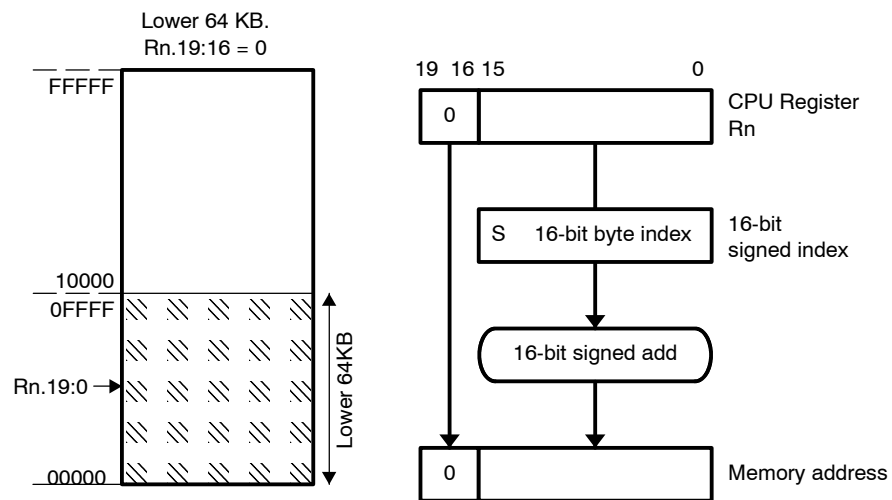 Lower 64 KB.
Rn.19:16 = 0
FFFFF
10000
0FFFF
Rn.19:0
00000
Lower 64KB
19 16 15 0
0
CPU Register
Rn
S 16-bit byte index
16-bit
signed index
16-bit signed add
0
Memory address